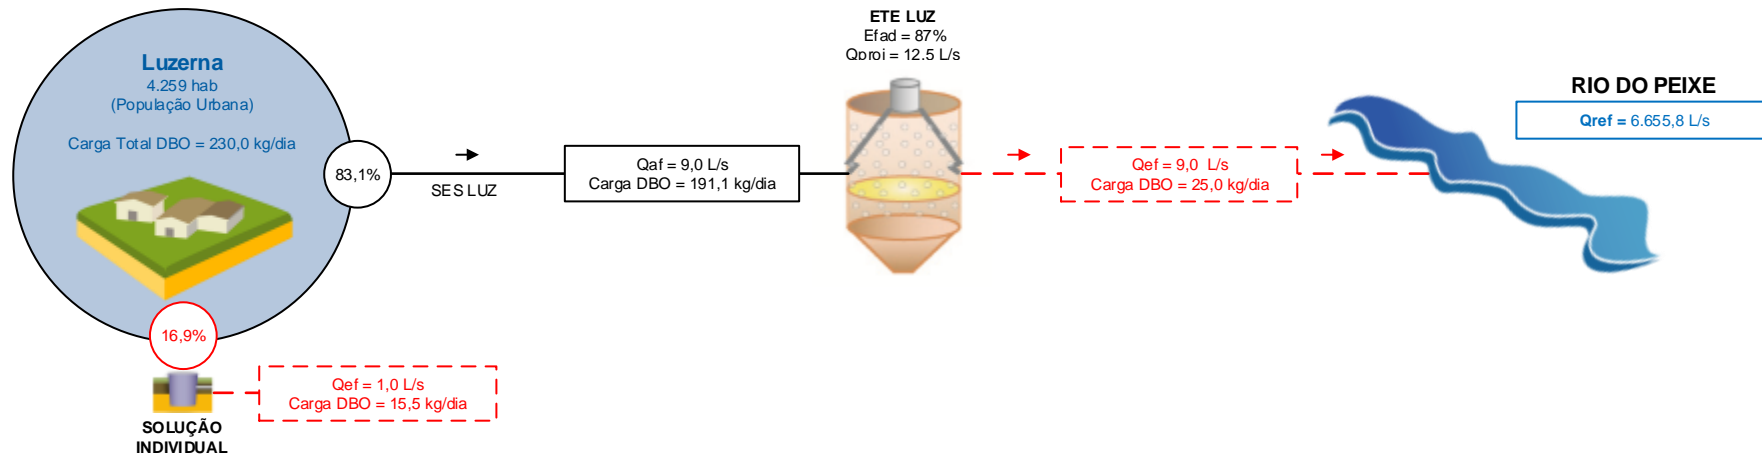 Luzerna
4.259 hab
(População Urbana)
Carga Total DBO = 230,0 kg/dia
83,1%
SES LUZ
Qaf = 9,0 L/s
Carga DBO = 191,1 kg/dia
ETE LUZ
Efad = 87%
Qproj = 12,5 L/s
Qef = 9,0 L/s
Carga DBO = 25,0 kg/dia
RIO DO PEIXE
Qref = 6.655,8 L/s
16,9%
Qef = 1,0 L/s
Carga DBO = 15,5 kg/dia
SOLUÇÃO
INDIVIDUAL